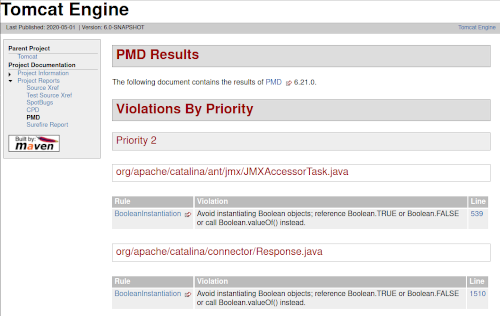 Tomcat Engine
Last Published: 2020-05-01 | Version: 6.0-SNAPSHOT
Tomcat Engine
Parent Project
Tomcat
Project Documentation
Project Information
Project Reports
Source Xref
Test Source Xref
SpotBugs
CPD
PMD
Surefire Report
Built by:
maven
PMD Results
The following document contains the results of PMD 6.21.0.
Violations By Priority
Priority 2
org/apache/catalina/ant/jmx/JMXAccessorTask.java
Rule Violation Line
BooleanInstantiation Avoid instantiating Boolean objects; reference Boolean.TRUE or Boolean.FALSE 539
or call Boolean.valueOf() instead.
org/apache/catalina/connector/Response.java
Rule Violation Line
BooleanInstantiation Avoid instantiating Boolean objects; reference Boolean.TRUE or Boolean.FALSE 1510
or call Boolean.valueOf() instead.